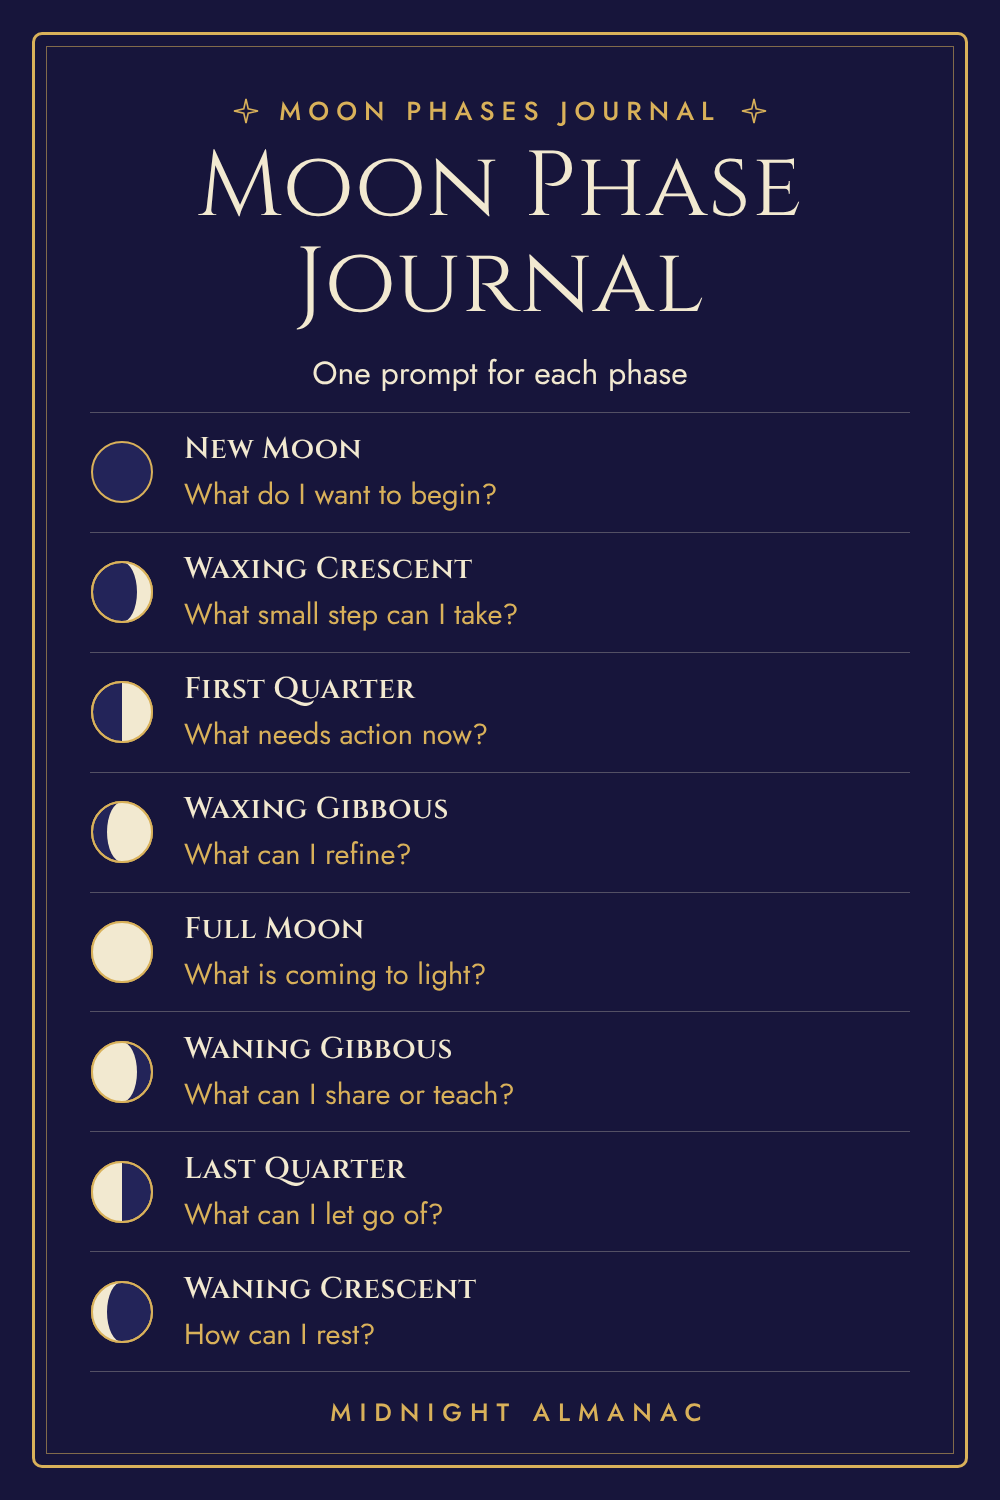 MOON PHASES JOURNAL
Moon Phase
Journal
One prompt for each phase
New Moon
What do I want to begin?
Waxing Crescent
What small step can I take?
First Quarter
What needs action now?
Waxing Gibbous
What can I refine?
Full Moon
What is coming to light?
Waning Gibbous
What can I share or teach?
Last Quarter
What can I let go of?
Waning Crescent
How can I rest?
MIDNIGHT ALMANAC